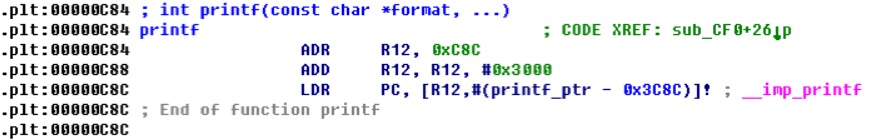 .plt:00000C84 ; int printf(const char *format, ...)
.plt:00000C84 printf ; CODE XREF: sub_CF0+26↓p
.plt:00000C84 ADR R12, 0xC8C
.plt:00000C88 ADD R12, R12, #0x3000
.plt:00000C8C LDR PC, [R12,#(printf_ptr - 0x3C8C)]! ; __imp_printf
.plt:00000C8C ; End of function printf
.plt:00000C8C